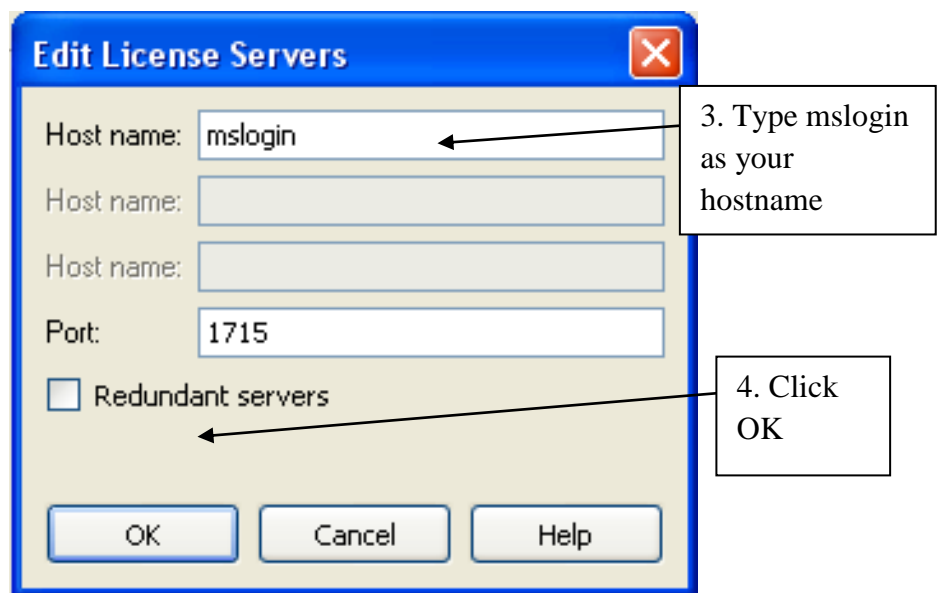 Edit License Servers
Host name: mslogin
3. Type mslogin
as your
hostname
Host name:
Host name:
Port: 1715
Redundant servers
4. Click
OK
OK Cancel Help